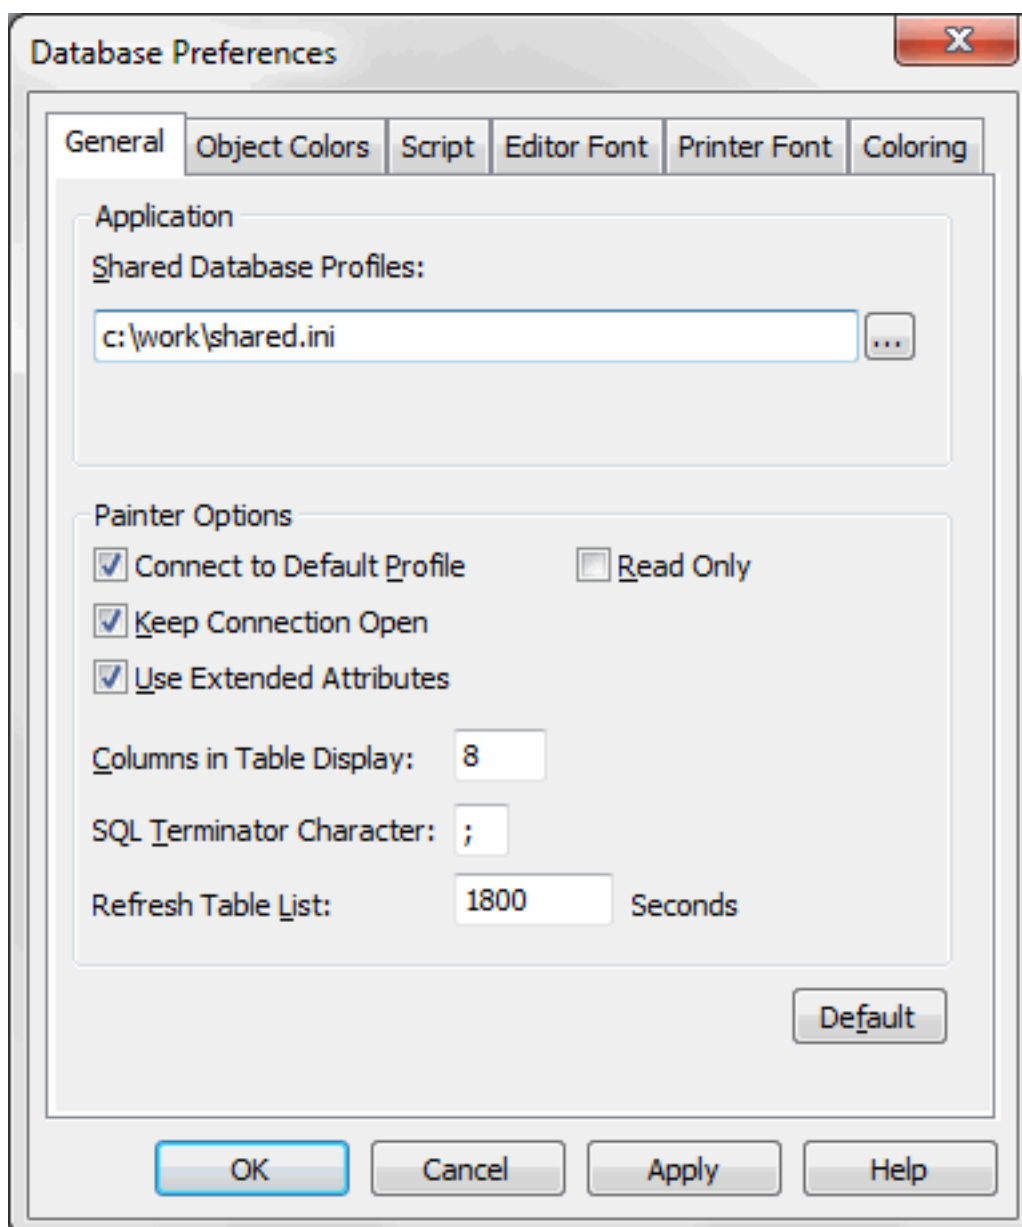 Database Preferences
General Object Colors Script Editor Font Printer Font Coloring
Application
Shared Database Profiles:
c:\work\shared.ini ...
Painter Options
Connect to Default Profile Read Only
Keep Connection Open
Use Extended Attributes
Columns in Table Display: 8
SQL Terminator Character: ;
Refresh Table List: 1800 Seconds
Default
OK Cancel Apply Help